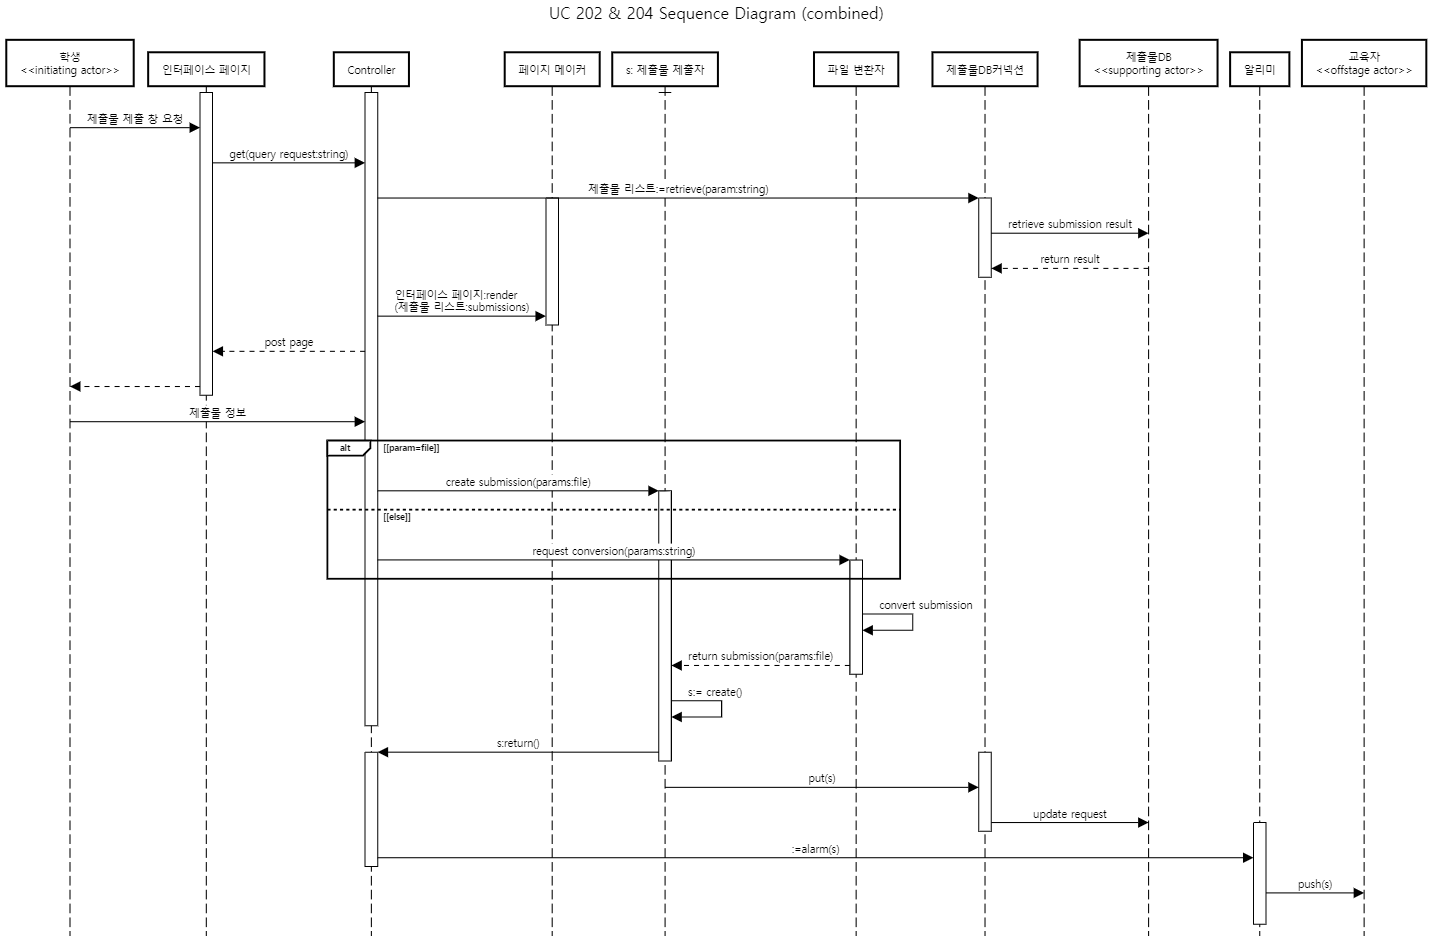 UC 202 & 204 Sequence Diagram (combined)
학생
<<initiating actor>>
인터페이스 페이지
Controller
페이지 메이커
s: 제출물 제출자
파일 변환자
제출물DB커넥션
제출물DB
<<supporting actor>>
알리미
교육자
<<offstage actor>>
제출물 제출 창 요청
get(query request:string)
제출물 리스트:=retrieve(param:string)
retrieve submission result
return result
인터페이스 페이지:render
(제출물 리스트:submissions)
post page
제출물 정보
alt
[[param=file]]
create submission(params:file)
[[else]]
request conversion(params:string)
convert submission
return submission(params:file)
s:= create()
s:return()
put(s)
update request
:=alarm(s)
push(s)